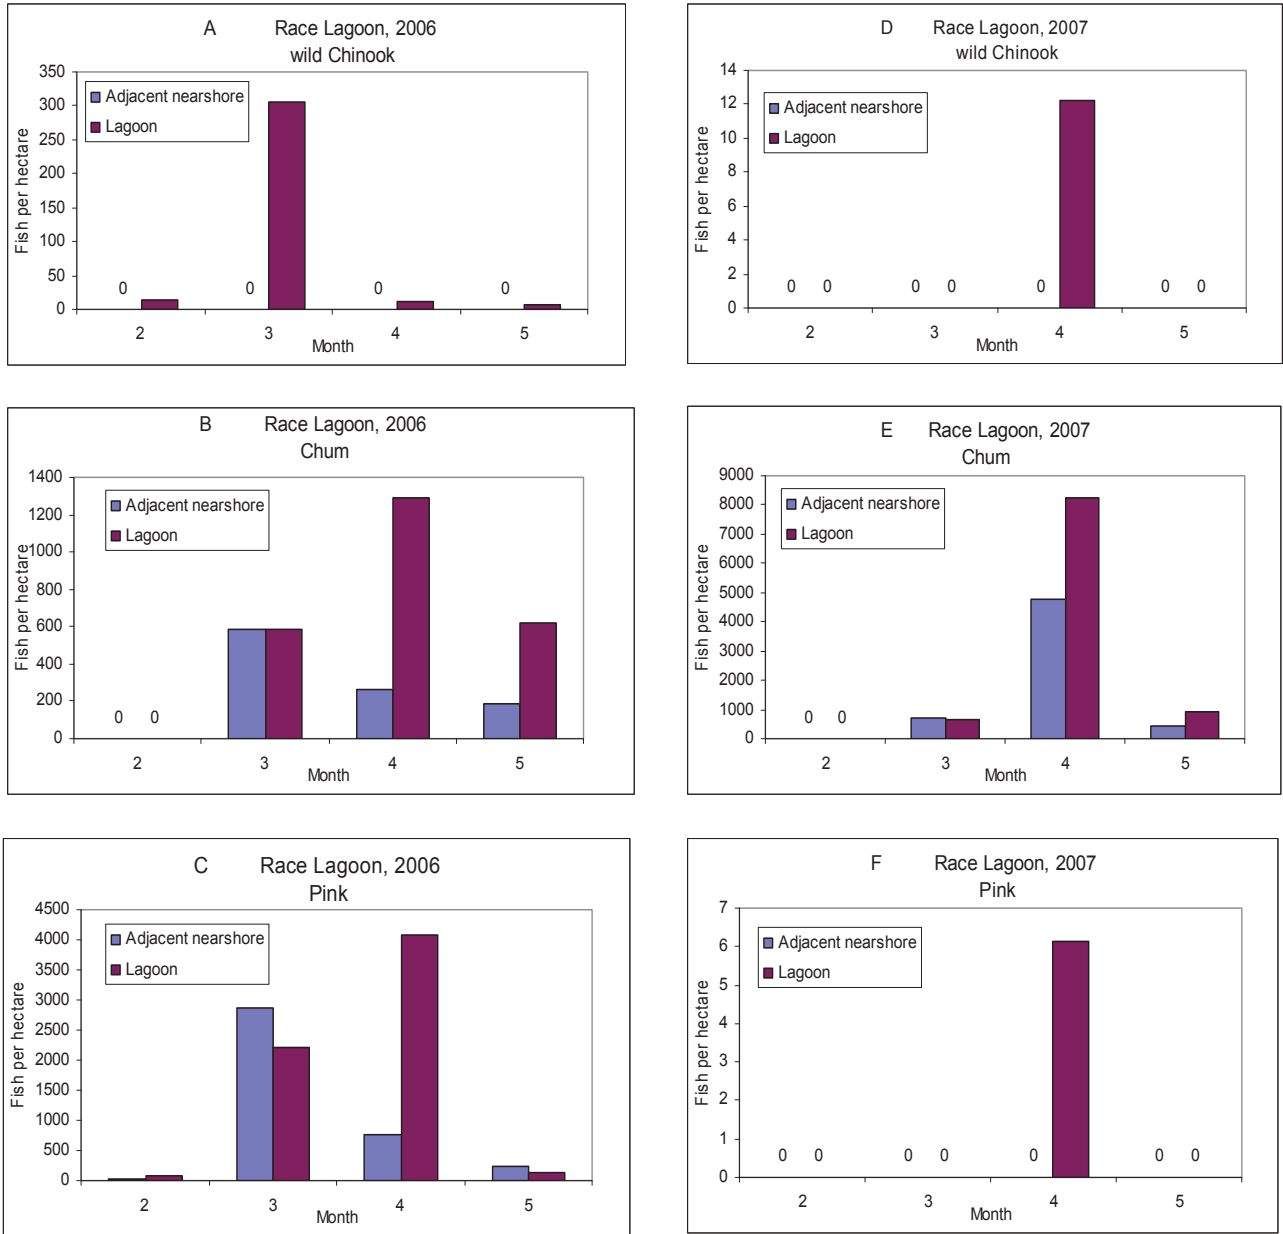 A Race Lagoon, 2006
wild Chinook
350
300
250
200
150
100
50
0
Fish per hectare
Adjacent nearshore
Lagoon
0 0 0 0
2 3 4 5
Month
D Race Lagoon, 2007
wild Chinook
14
12
10
8
6
4
2
0
Fish per hectare
Adjacent nearshore
Lagoon
0 0 0 0 0 0 0
2 3 4 5
Month
B Race Lagoon, 2006
Chum
1400
1200
1000
800
600
400
200
0
Fish per hectare
Adjacent nearshore
Lagoon
0 0
2 3 4 5
Month
E Race Lagoon, 2007
Chum
9000
8000
7000
6000
5000
4000
3000
2000
1000
0
Fish per hectare
Adjacent nearshore
Lagoon
0 0
2 3 4 5
Month
C Race Lagoon, 2006
Pink
4500
4000
3500
3000
2500
2000
1500
1000
500
0
Fish per hectare
Adjacent nearshore
Lagoon
2 3 4 5
Month
F Race Lagoon, 2007
Pink
7
6
5
4
3
2
1
0
Fish per hectare
Adjacent nearshore
Lagoon
0 0 0 0 0 0 0
2 3 4 5
Month